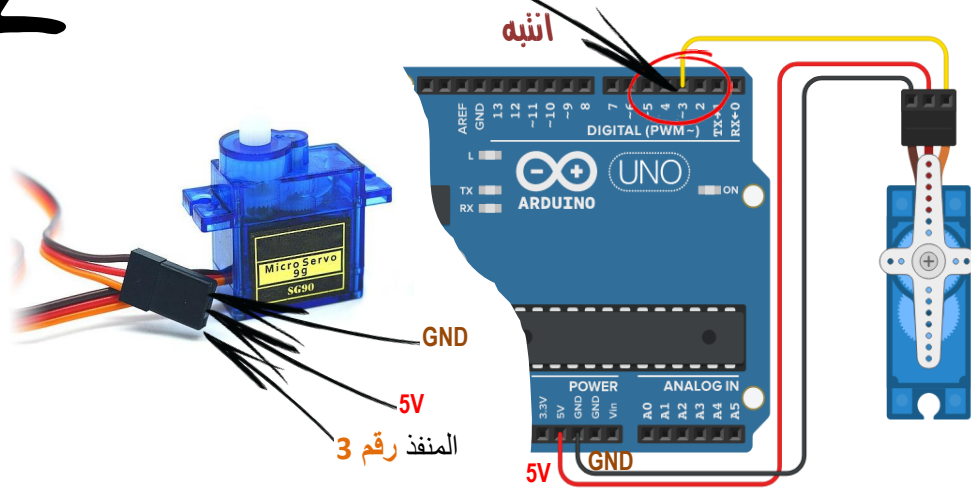 انتبه
AREF
GND
13
12
~11
~10
~9
8
7
~6
~5
4
~3
2
TX→1
RX←0
DIGITAL (PWM~)
L
TX
RX
ARDUINO
UNO
ON
Micro Servo
9g
SG90
GND
5V
المنفذ رقم 3
POWER
ANALOG IN
3.3V
5V
GND
GND
Vin
A0
A1
A2
A3
A4
A5
5V
GND